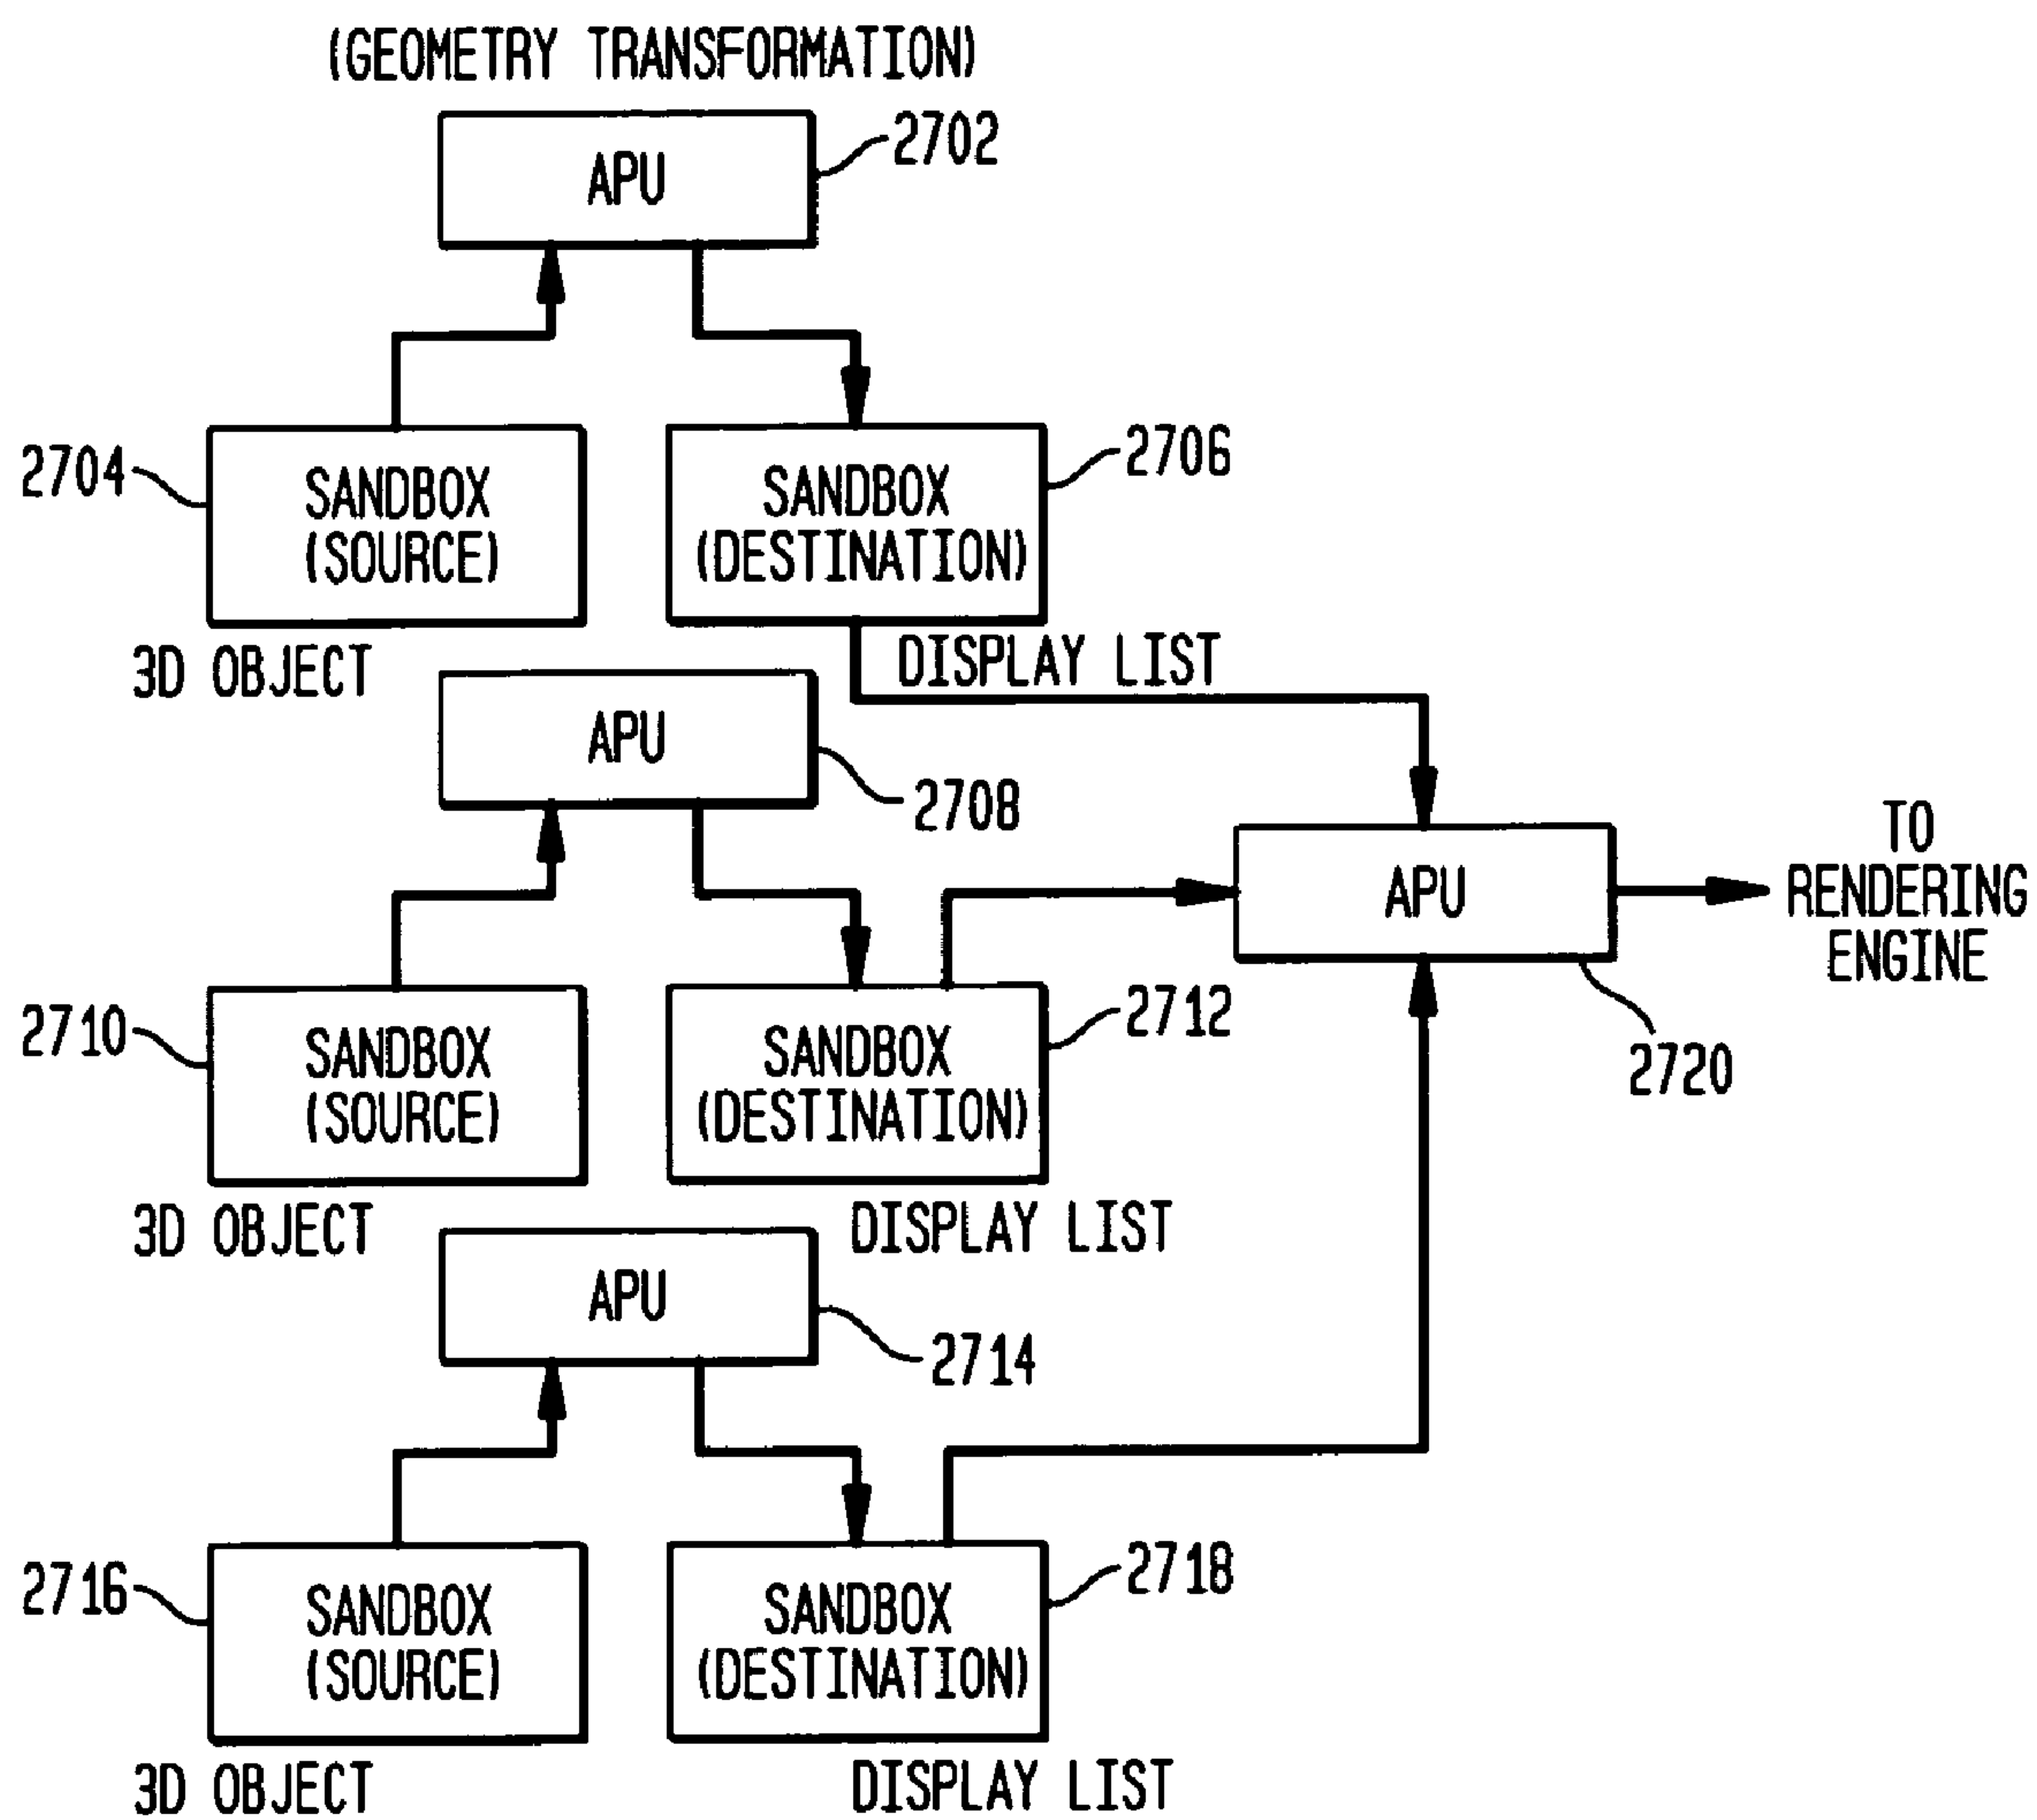 (GEOMETRY TRANSFORMATION)
APU
2702
2704
SANDBOX
(SOURCE)
3D OBJECT
SANDBOX
(DESTINATION)
2706
DISPLAY LIST
APU
2708
2710
SANDBOX
(SOURCE)
3D OBJECT
SANDBOX
(DESTINATION)
2712
DISPLAY LIST
APU
2714
2716
SANDBOX
(SOURCE)
3D OBJECT
SANDBOX
(DESTINATION)
2718
DISPLAY LIST
APU
2720
TO
RENDERING
ENGINE